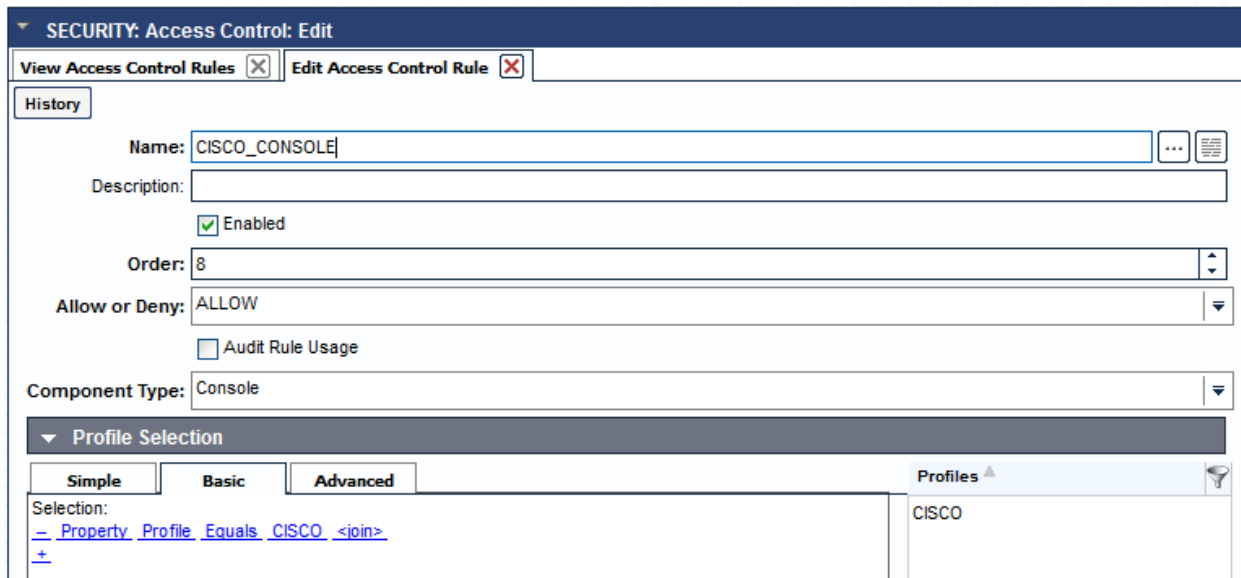 SECURITY: Access Control: Edit
View Access Control Rules Edit Access Control Rule
History
Name: CISCO_CONSOLE ...
Description:
Enabled
Order: 8
Allow or Deny: ALLOW
Audit Rule Usage
Component Type: Console
Profile Selection
Simple Basic Advanced Profiles
Selection:
CISCO
– Property Profile Equals CISCO <join>
+